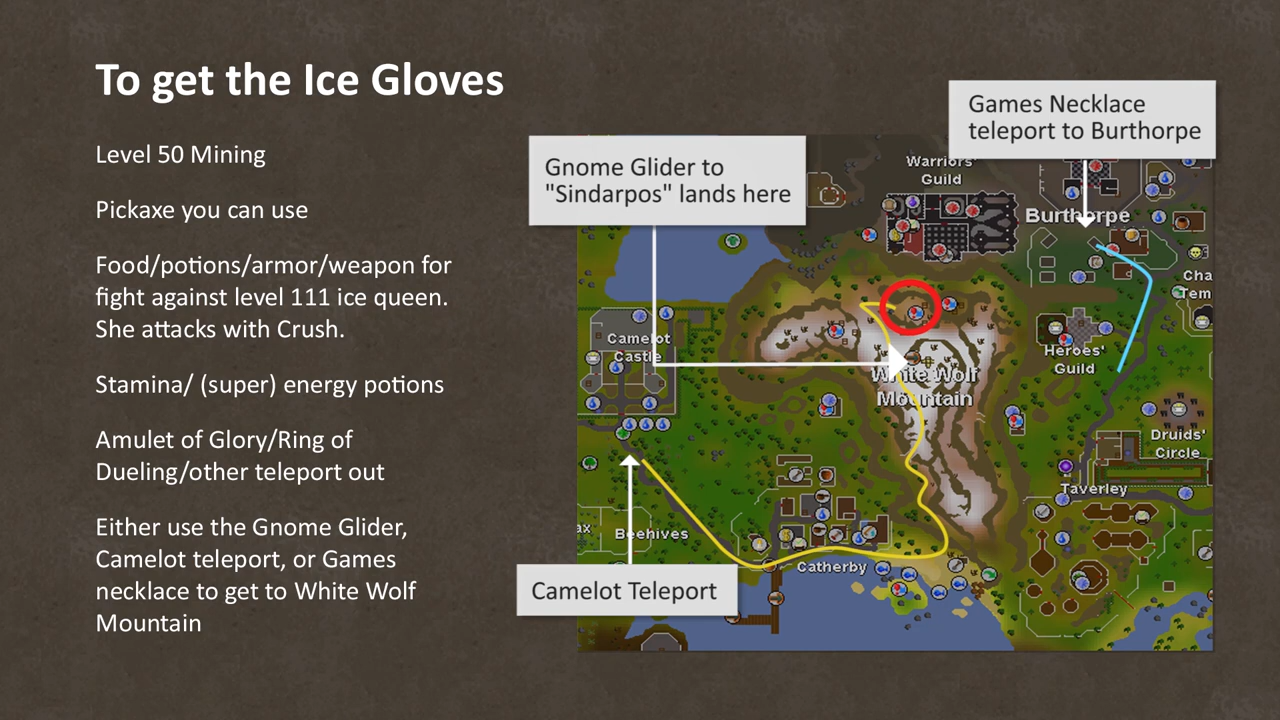 To get the Ice Gloves
Level 50 Mining
Pickaxe you can use
Food/potions/armor/weapon for
fight against level 111 ice queen.
She attacks with Crush.
Stamina/ (super) energy potions
Amulet of Glory/Ring of
Dueling/other teleport out
Either use the Gnome Glider,
Camelot teleport, or Games
necklace to get to White Wolf
Mountain
Games Necklace
teleport to Burthorpe
Gnome Glider to
"Sindarpos" lands here
Camelot Teleport
Warriors'
Guild
Burthorpe
Cha
Tem
Camelot
Castle
Heroes'
Guild
White Wolf
Mountain
Druids'
Circle
Taverley
ax
Beehives
Catherby